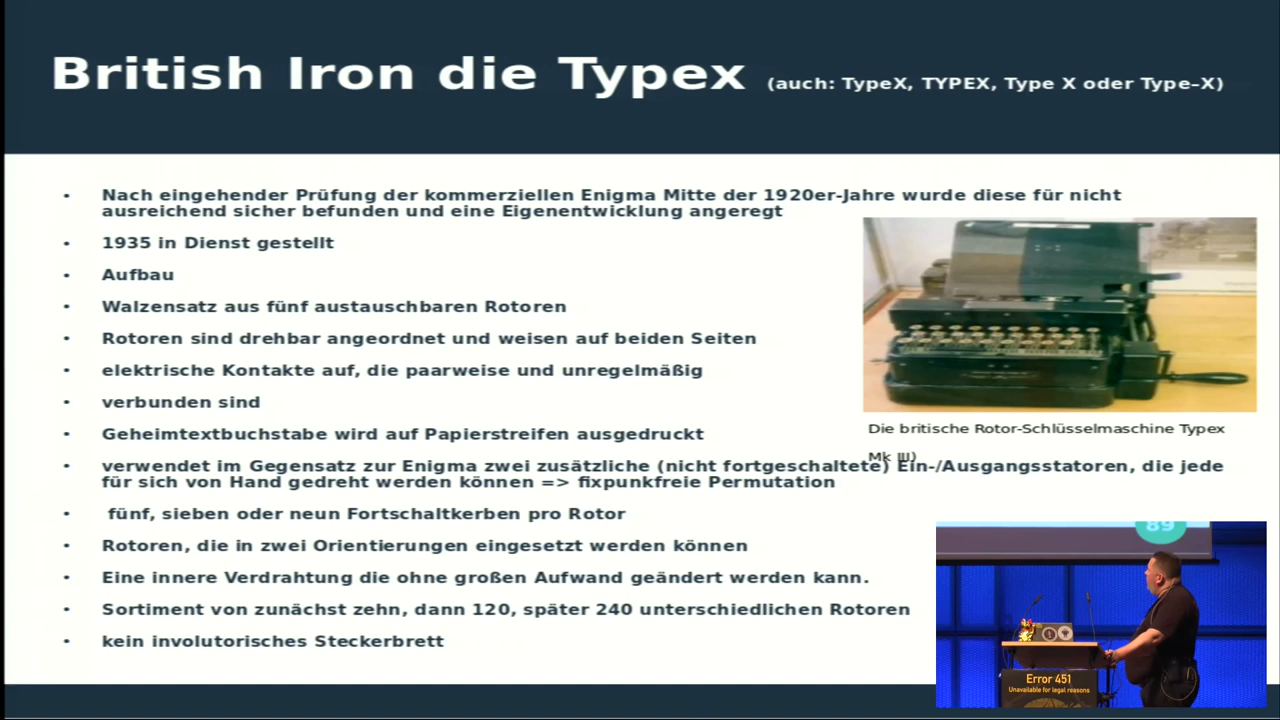 British Iron die Typex (auch: TypeX, TYPEX, Type X oder Type–X)
• Nach eingehender Prüfung der kommerziellen Enigma Mitte der 1920er-Jahre wurde diese für nicht
ausreichend sicher befunden und eine Eigenentwicklung angeregt
• 1935 in Dienst gestellt
• Aufbau
• Walzensatz aus fünf austauschbaren Rotoren
• Rotoren sind drehbar angeordnet und weisen auf beiden Seiten
• elektrische Kontakte auf, die paarweise und unregelmäßig
• verbunden sind
• Geheimtextbuchstabe wird auf Papierstreifen ausgedruckt
Die britische Rotor-Schlüsselmaschine Typex
Mk III)
• verwendet im Gegensatz zur Enigma zwei zusätzliche (nicht fortgeschaltete) Ein-/Ausgangsstatoren, die jede
für sich von Hand gedreht werden können => fixpunkfreie Permutation
• fünf, sieben oder neun Fortschaltkerben pro Rotor
• Rotoren, die in zwei Orientierungen eingesetzt werden können
• Eine innere Verdrahtung die ohne großen Aufwand geändert werden kann.
• Sortiment von zunächst zehn, dann 120, später 240 unterschiedlichen Rotoren
• kein involutorisches Steckerbrett
89
Error 451
Unavailable for legal reasons